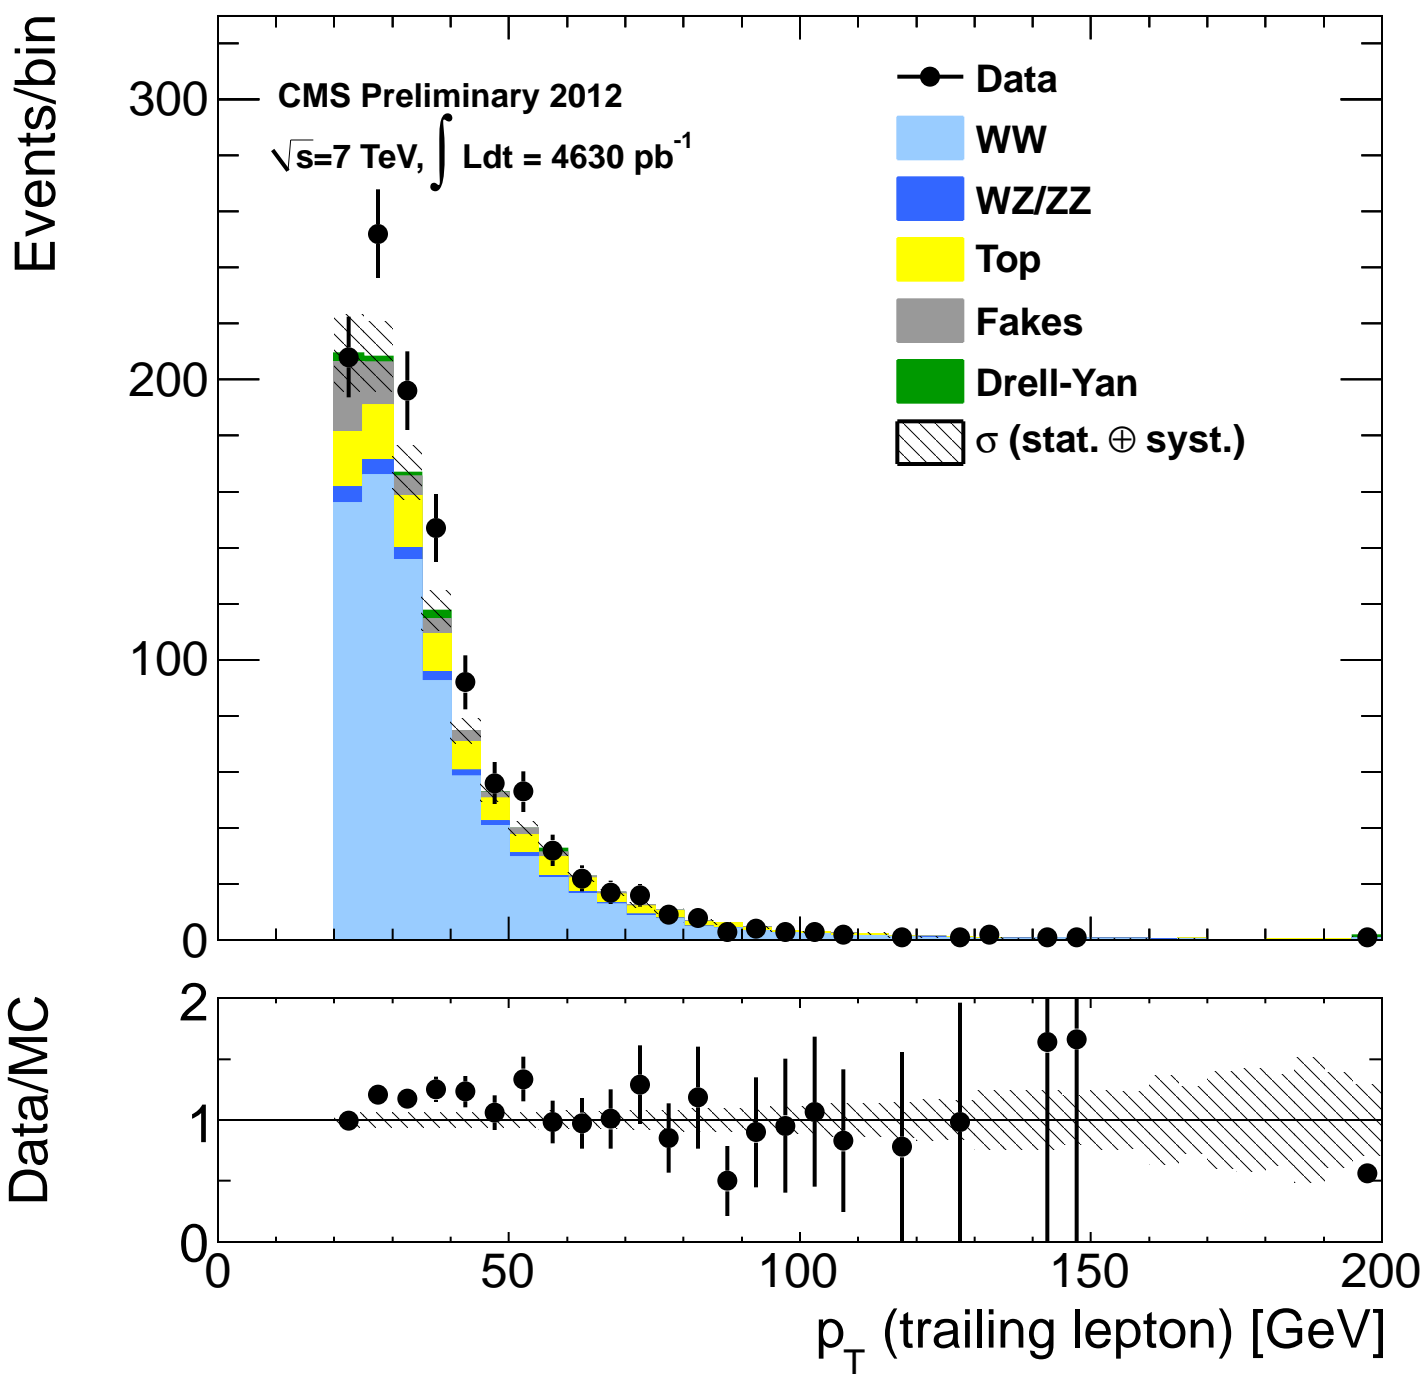 Events/bin
300
200
100
0
CMS Preliminary 2012
√s=7 TeV, ∫ Ldt = 4630 pb⁻¹
Data
WW
WZ/ZZ
Top
Fakes
Drell-Yan
σ (stat. ⊕ syst.)
Data/MC
2
1
0
0 50 100 150 200
p_T (trailing lepton) [GeV]